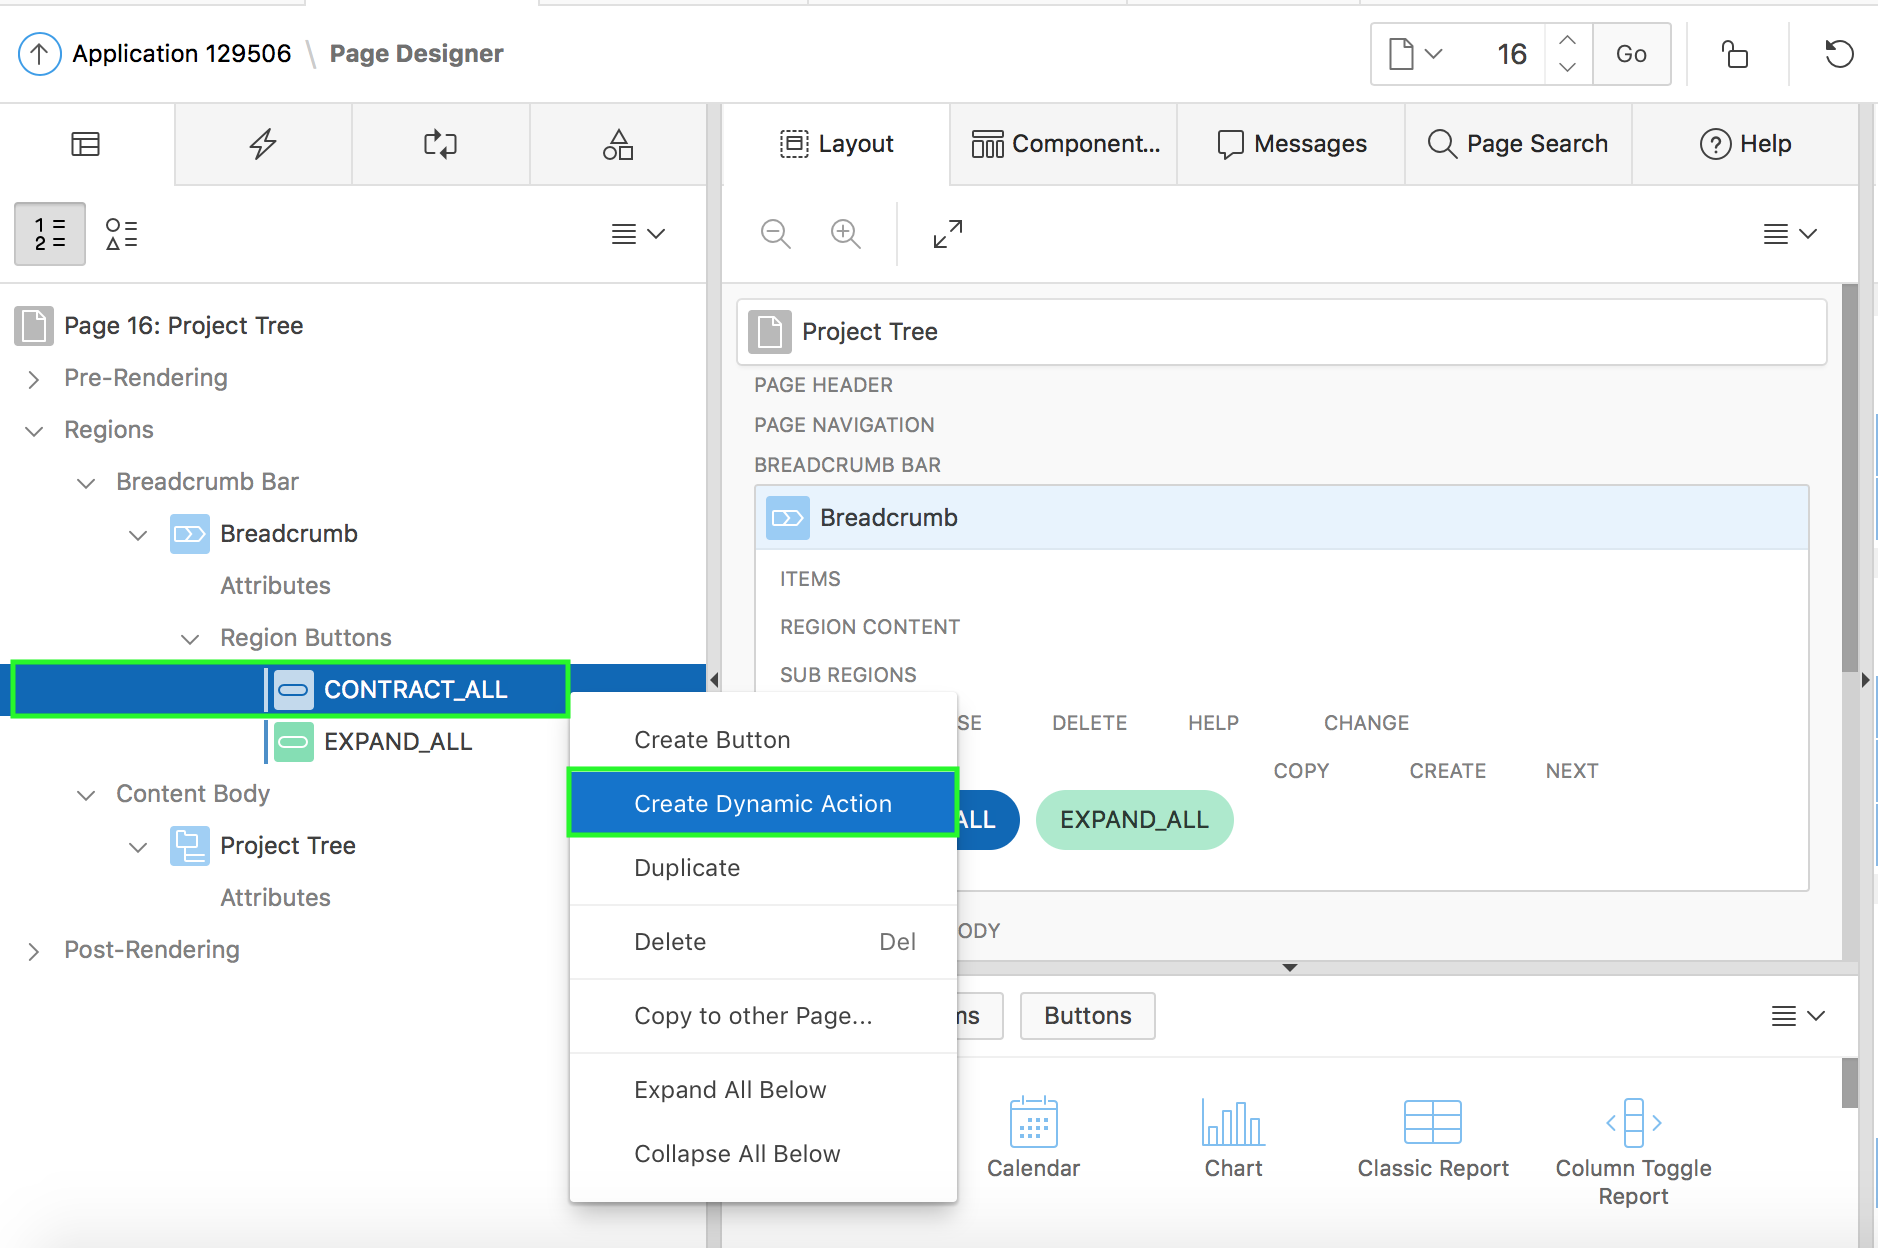 Application 129506 \ Page Designer
16
Go
Layout
Component...
Messages
Page Search
Help
1
2
Page 16: Project Tree
Pre-Rendering
Regions
Breadcrumb Bar
Breadcrumb
Attributes
Region Buttons
CONTRACT_ALL
EXPAND_ALL
Content Body
Project Tree
Attributes
Post-Rendering
Create Button
Create Dynamic Action
Duplicate
Delete Del
Copy to other Page...
Expand All Below
Collapse All Below
Project Tree
PAGE HEADER
PAGE NAVIGATION
BREADCRUMB BAR
Breadcrumb
ITEMS
REGION CONTENT
SUB REGIONS
SE DELETE HELP CHANGE
COPY CREATE NEXT
ALL EXPAND_ALL
ODY
ms Buttons
Calendar
Chart
Classic Report
Column Toggle
Report